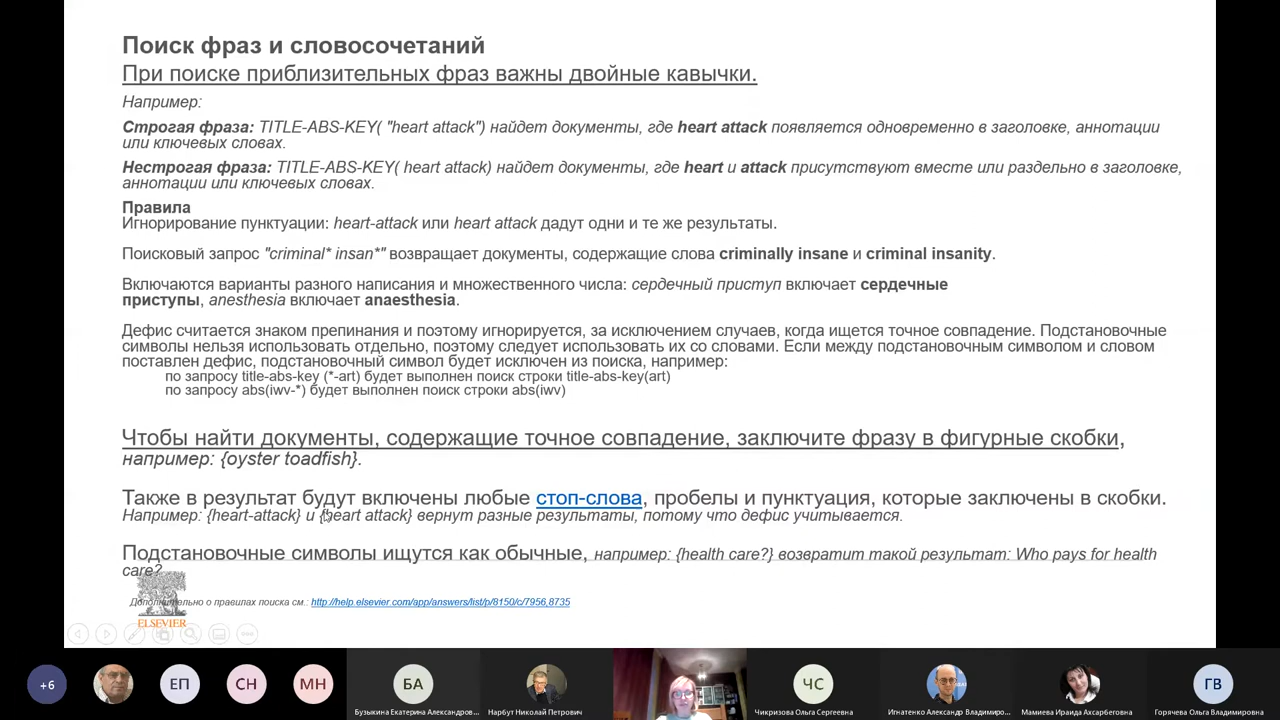 Поиск фраз и словосочетаний
При поиске приблизительных фраз важны двойные кавычки.
Например:
Строгая фраза: TITLE-ABS-KEY( "heart attack") найдет документы, где heart attack появляется одновременно в заголовке, аннотации
или ключевых словах.
Нестрогая фраза: TITLE-ABS-KEY( heart attack) найдет документы, где heart и attack присутствуют вместе или раздельно в заголовке,
аннотации или ключевых словах.
Правила
Игнорирование пунктуации: heart-attack или heart attack дадут одни и те же результаты.
Поисковый запрос "criminal* insan*" возвращает документы, содержащие слова criminally insane и criminal insanity.
Включаются варианты разного написания и множественного числа: сердечный приступ включает сердечные
приступы, anesthesia включает anaesthesia.
Дефис считается знаком препинания и поэтому игнорируется, за исключением случаев, когда ищется точное совпадение. Подстановочные
символы нельзя использовать отдельно, поэтому следует использовать их со словами. Если между подстановочным символом и словом
поставлен дефис, подстановочный символ будет исключен из поиска, например:
по запросу title-abs-key (*-art) будет выполнен поиск строки title-abs-key(art)
по запросу abs(iwv-*) будет выполнен поиск строки abs(iwv)
Чтобы найти документы, содержащие точное совпадение, заключите фразу в фигурные скобки,
например: {oyster toadfish}.
Также в результат будут включены любые стоп-слова, пробелы и пунктуация, которые заключены в скобки.
Например: {heart-attack} и {heart attack} вернут разные результаты, потому что дефис учитывается.
Подстановочные символы ищутся как обычные, например: {health care?} возвратит такой результат: Who pays for health
care?
Дополнительно о правилах поиска см.: http://help.elsevier.com/app/answers/list/p/8150/c/7956,8735
ELSEVIER
+6
ЕП
СН
МН
БА
ЧС
ГВ
Бузыкина Екатерина Александров...
Нарбут Николай Петрович
Чикризова Ольга Сергеевна
Игнатенко Александр Владимиро...
Мамиева Ираида Ахсарбеговна
Горячева Ольга Владимировна